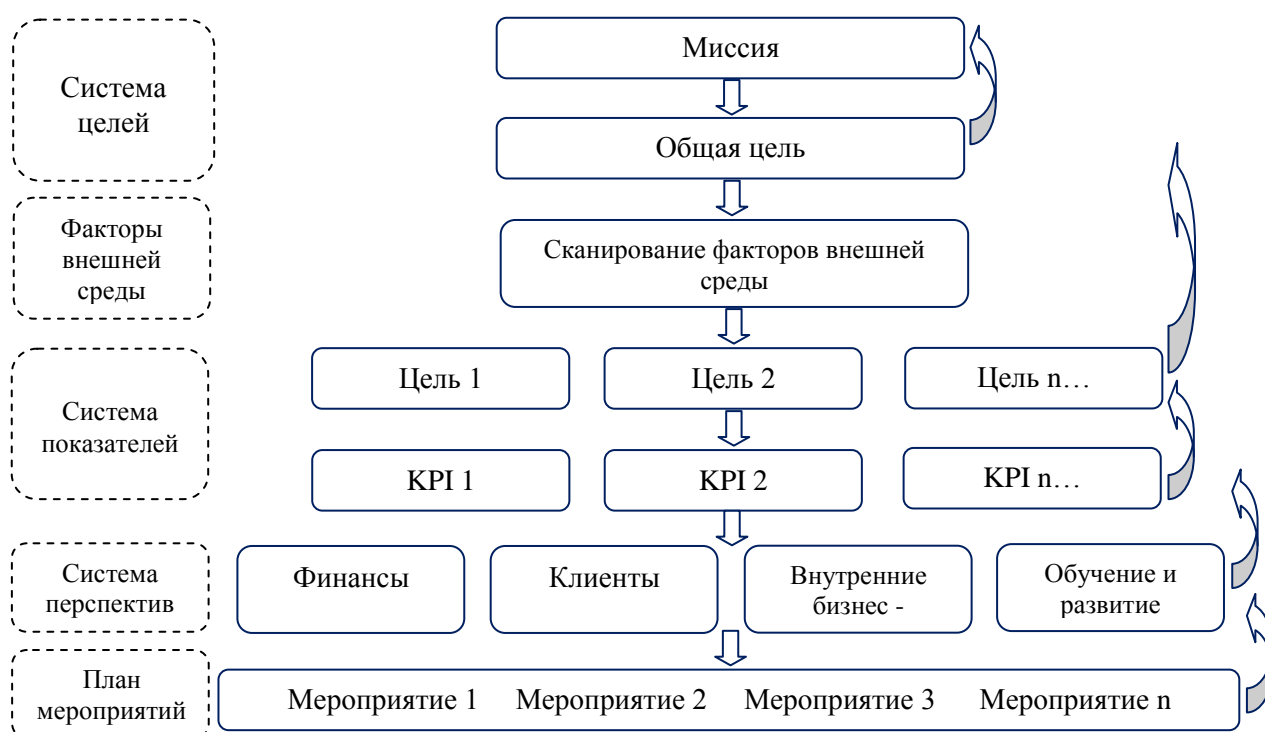 Система
целей
Миссия
Общая цель
Факторы
внешней
среды
Сканирование факторов внешней
среды
Система
показателей
Цель 1
Цель 2
Цель n…
KPI 1
KPI 2
KPI n…
Система
перспектив
Финансы
Клиенты
Внутренние
бизнес -
Обучение и
развитие
План
мероприятий
Мероприятие 1 Мероприятие 2 Мероприятие 3 Мероприятие n